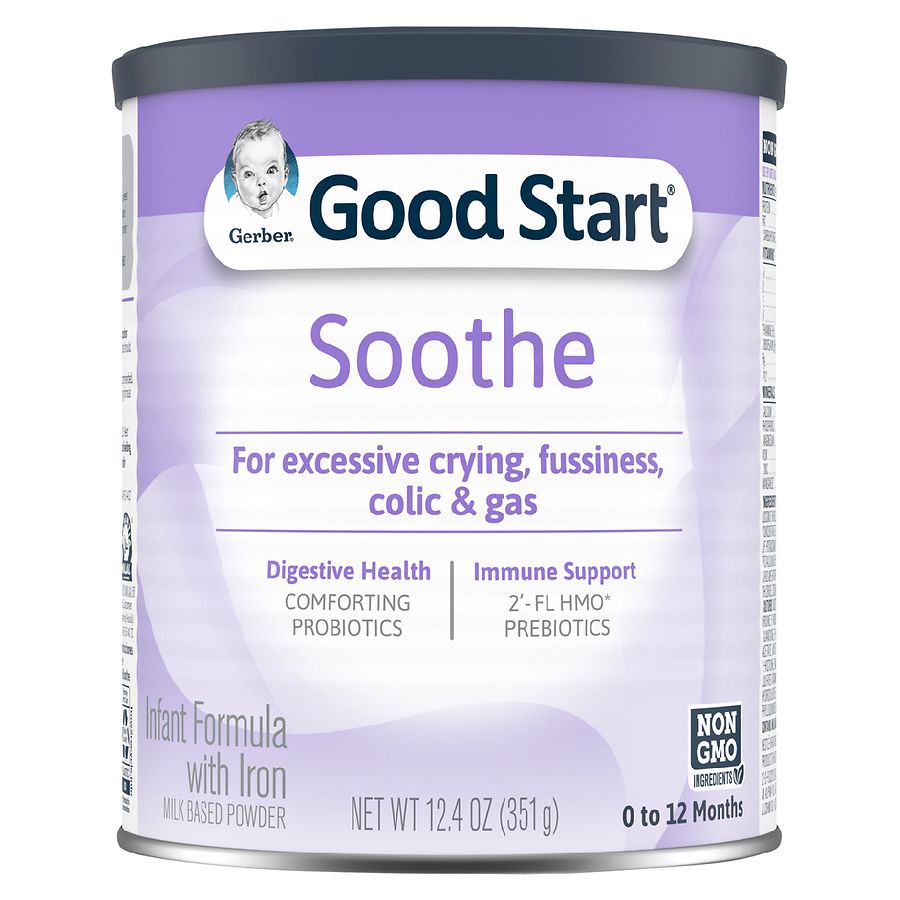 Gerber®
Good Start®
Soothe
For excessive crying, fussiness,
colic & gas
Digestive Health
COMFORTING
PROBIOTICS
Immune Support
2'-FL HMO*
PREBIOTICS
Infant Formula
with Iron
MILK BASED POWDER
NET WT 12.4 OZ (351 g)
NON
GMO
INGREDIENTS
0 to 12 Months